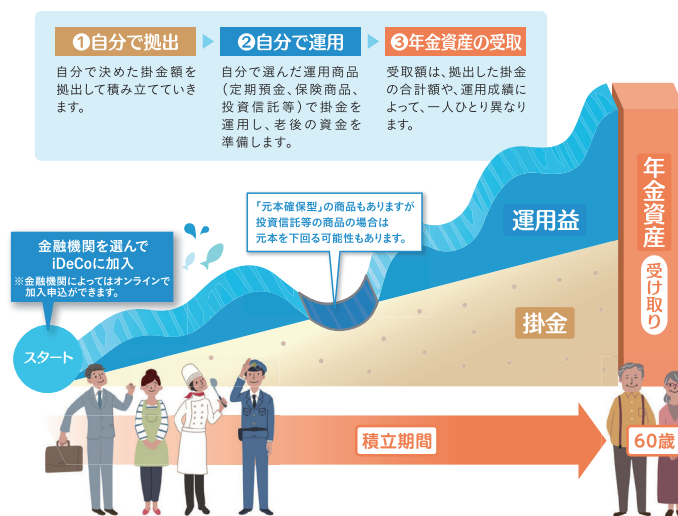 ❶自分で拠出
❷自分で運用
❸年金資産の受取
自分で決めた掛金額を
拠出して積み立てていき
ます。
自分で選んだ運用商品
（定期預金、保険商品、
投資信託等）で掛金を
運用し、老後の資金を
準備します。
受取額は、拠出した掛金
の合計額や、運用成績に
よって、一人ひとり異なり
ます。
「元本確保型」の商品もありますが
投資信託等の商品の場合は
元本を下回る可能性もあります。
金融機関を選んで
iDeCoに加入
※金融機関によってはオンラインで
加入申込ができます。
スタート
運用益
掛金
年金資産
受け取り
積立期間
60歳